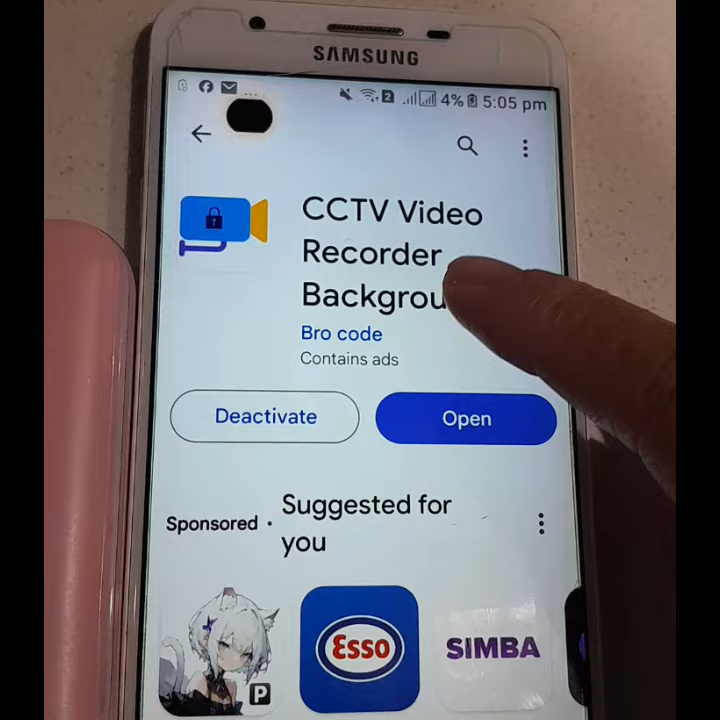 SAMSUNG
2 4% 5:05 pm
CCTV Video
Recorder
Bro code
Contains ads
Deactivate
Open
Sponsored •
Suggested for
you
P
Esso
SIMBA